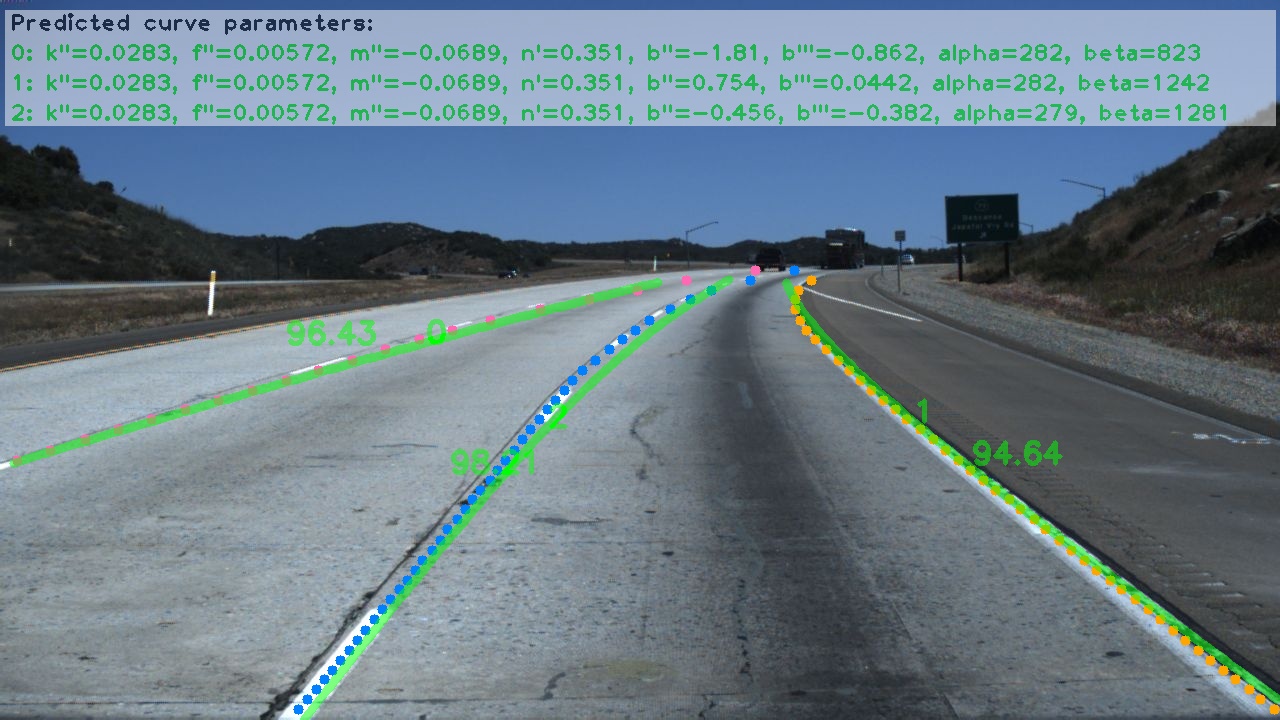 Predicted curve parameters:
0: k''=0.0283, f''=0.00572, m''=-0.0689, n'=0.351, b''=-1.81, b'''=-0.862, alpha=282, beta=823
1: k''=0.0283, f''=0.00572, m''=-0.0689, n'=0.351, b''=0.754, b'''=0.0442, alpha=282, beta=1242
2: k''=0.0283, f''=0.00572, m''=-0.0689, n'=0.351, b''=-0.456, b'''=-0.382, alpha=279, beta=1281
96.43 0
1
94.64